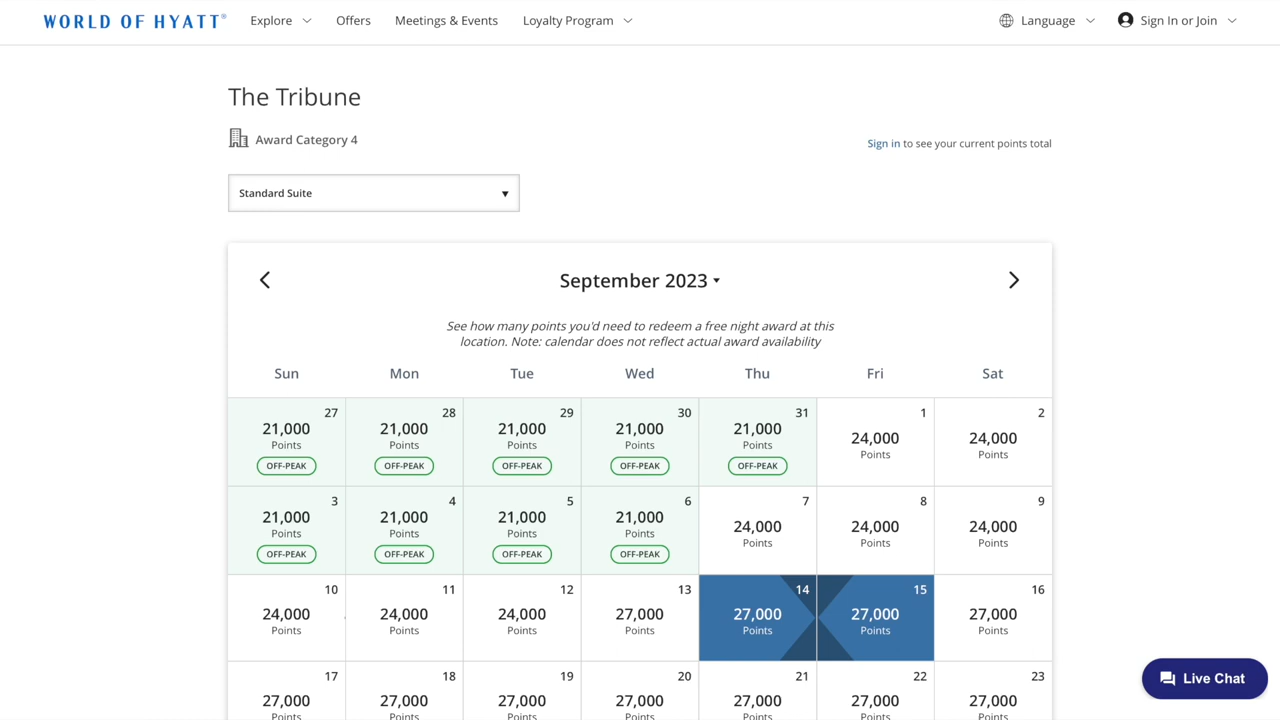 WORLD OF HYATT® Explore Offers Meetings & Events Loyalty Program Language Sign In or Join
The Tribune
Award Category 4
Sign in to see your current points total
Standard Suite
September 2023
See how many points you'd need to redeem a free night award at this
location. Note: calendar does not reflect actual award availability
Sun Mon Tue Wed Thu Fri Sat
27 28 29 30 31 1 2
21,000 21,000 21,000 21,000 21,000 24,000 24,000
Points Points Points Points Points Points Points
OFF-PEAK OFF-PEAK OFF-PEAK OFF-PEAK OFF-PEAK
3 4 5 6 7 8 9
21,000 21,000 21,000 21,000 24,000 24,000 24,000
Points Points Points Points Points Points Points
OFF-PEAK OFF-PEAK OFF-PEAK OFF-PEAK
10 11 12 13 14 15 16
24,000 24,000 24,000 27,000 27,000 27,000 27,000
Points Points Points Points Points Points Points
17 18 19 20 21 22 23
27,000 27,000 27,000 27,000 27,000 27,000 27,000
Points Points Points Points Points Points Points
Live Chat